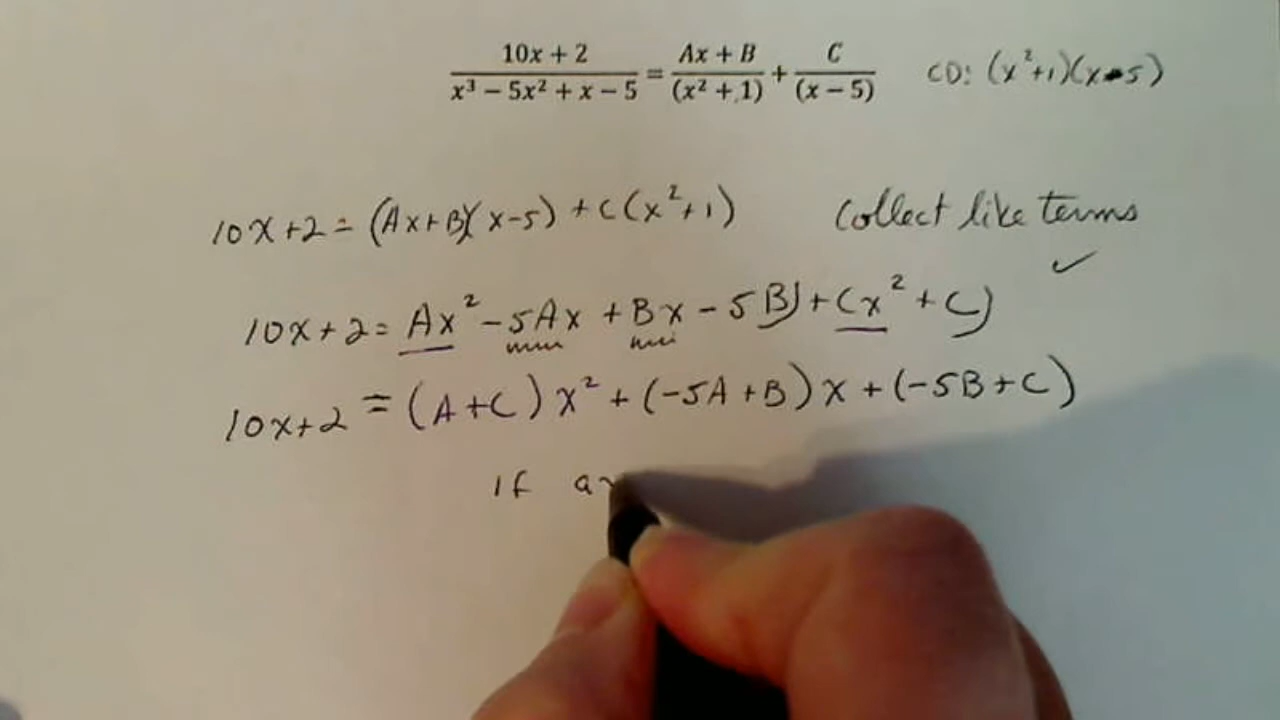 10x + 2 / x³ − 5x² + x − 5 = Ax + B / (x² + 1) + C / (x − 5) CD: (x²+1)(x-5)
10x+2 = (Ax+B)(x-5) + C(x²+1) Collect like terms ✓
10x+2 = Ax² -5Ax + Bx - 5B + Cx² + C
10x+2 = (A+C)x² + (-5A+B)x + (-5B+C)
If